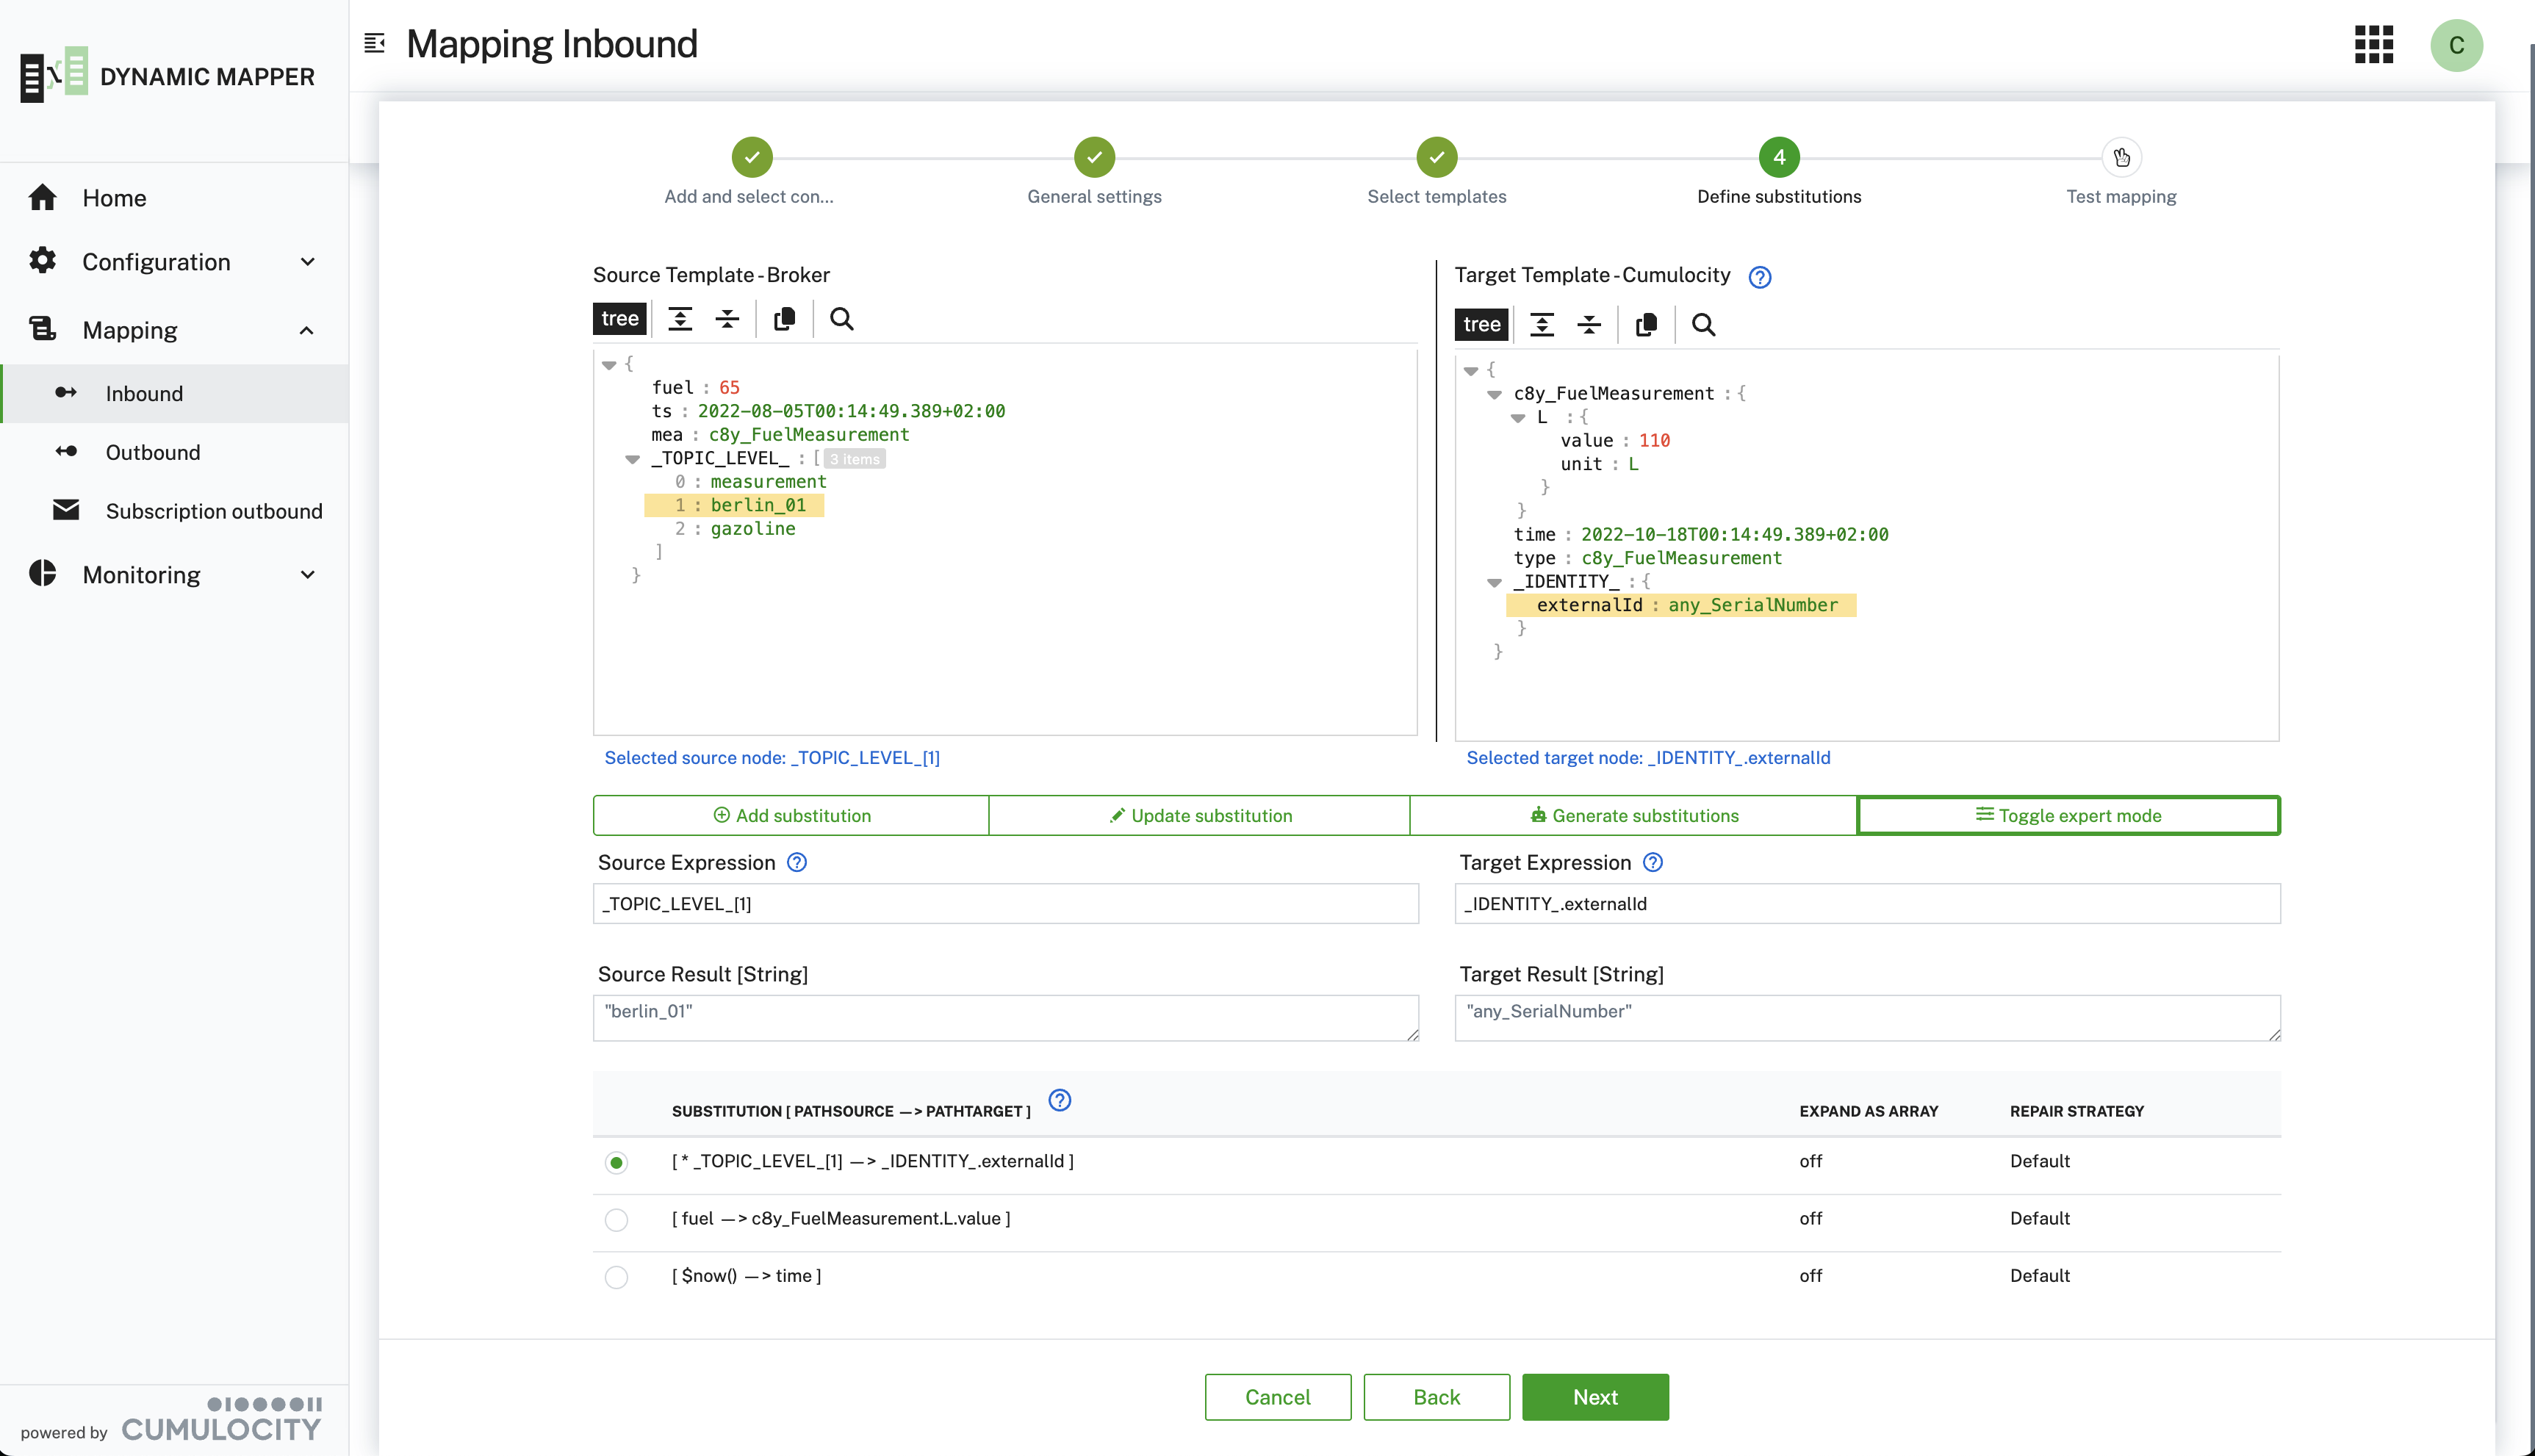 DYNAMIC MAPPER
Mapping Inbound
C
Home
Configuration
Mapping
Inbound
Outbound
Subscription outbound
Monitoring
powered by
CUMULOCITY
4
Add and select con...
General settings
Select templates
Define substitutions
Test mapping
Source Template - Broker
tree
{
fuel : 65
ts : 2022-08-05T00:14:49.389+02:00
mea : c8y_FuelMeasurement
_TOPIC_LEVEL_ : [ 3 items
0 : measurement
1 : berlin_01
2 : gazoline
]
}
Selected source node: _TOPIC_LEVEL_[1]
Target Template - Cumulocity ?
tree
{
c8y_FuelMeasurement : {
L : {
value : 110
unit : L
}
}
time : 2022-10-18T00:14:49.389+02:00
type : c8y_FuelMeasurement
_IDENTITY_ : {
externalId : any_SerialNumber
}
}
Selected target node: _IDENTITY_.externalId
Add substitution
Update substitution
Generate substitutions
Toggle expert mode
Source Expression ?
_TOPIC_LEVEL_[1]
Target Expression ?
_IDENTITY_.externalId
Source Result [String]
"berlin_01"
Target Result [String]
"any_SerialNumber"
SUBSTITUTION [ PATHSOURCE —> PATHTARGET ] ? EXPAND AS ARRAY REPAIR STRATEGY
[ * _TOPIC_LEVEL_[1] —> _IDENTITY_.externalId ] off Default
[ fuel —> c8y_FuelMeasurement.L.value ] off Default
[ $now() —> time ] off Default
Cancel
Back
Next